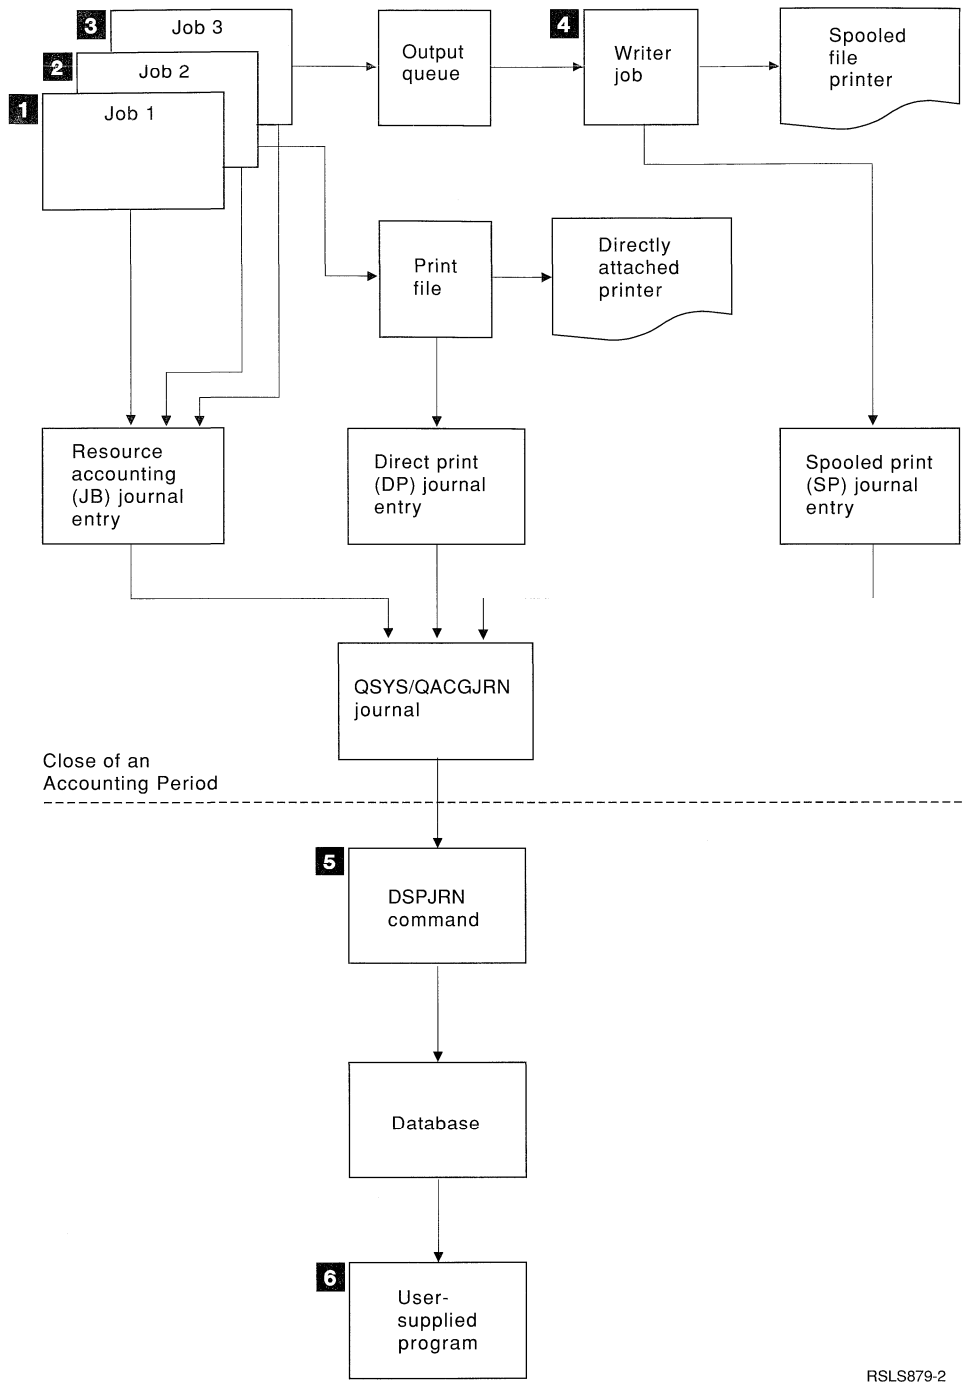 3
Job 3
2
Job 2
1
Job 1
Output
queue
4
Writer
job
Spooled
file
printer
Print
file
Directly
attached
printer
Resource
accounting
(JB) journal
entry
Direct print
(DP) journal
entry
Spooled print
(SP) journal
entry
QSYS/QACGJRN
journal
Close of an
Accounting Period
5
DSPJRN
command
Database
6
User-
supplied
program
RSLS879-2